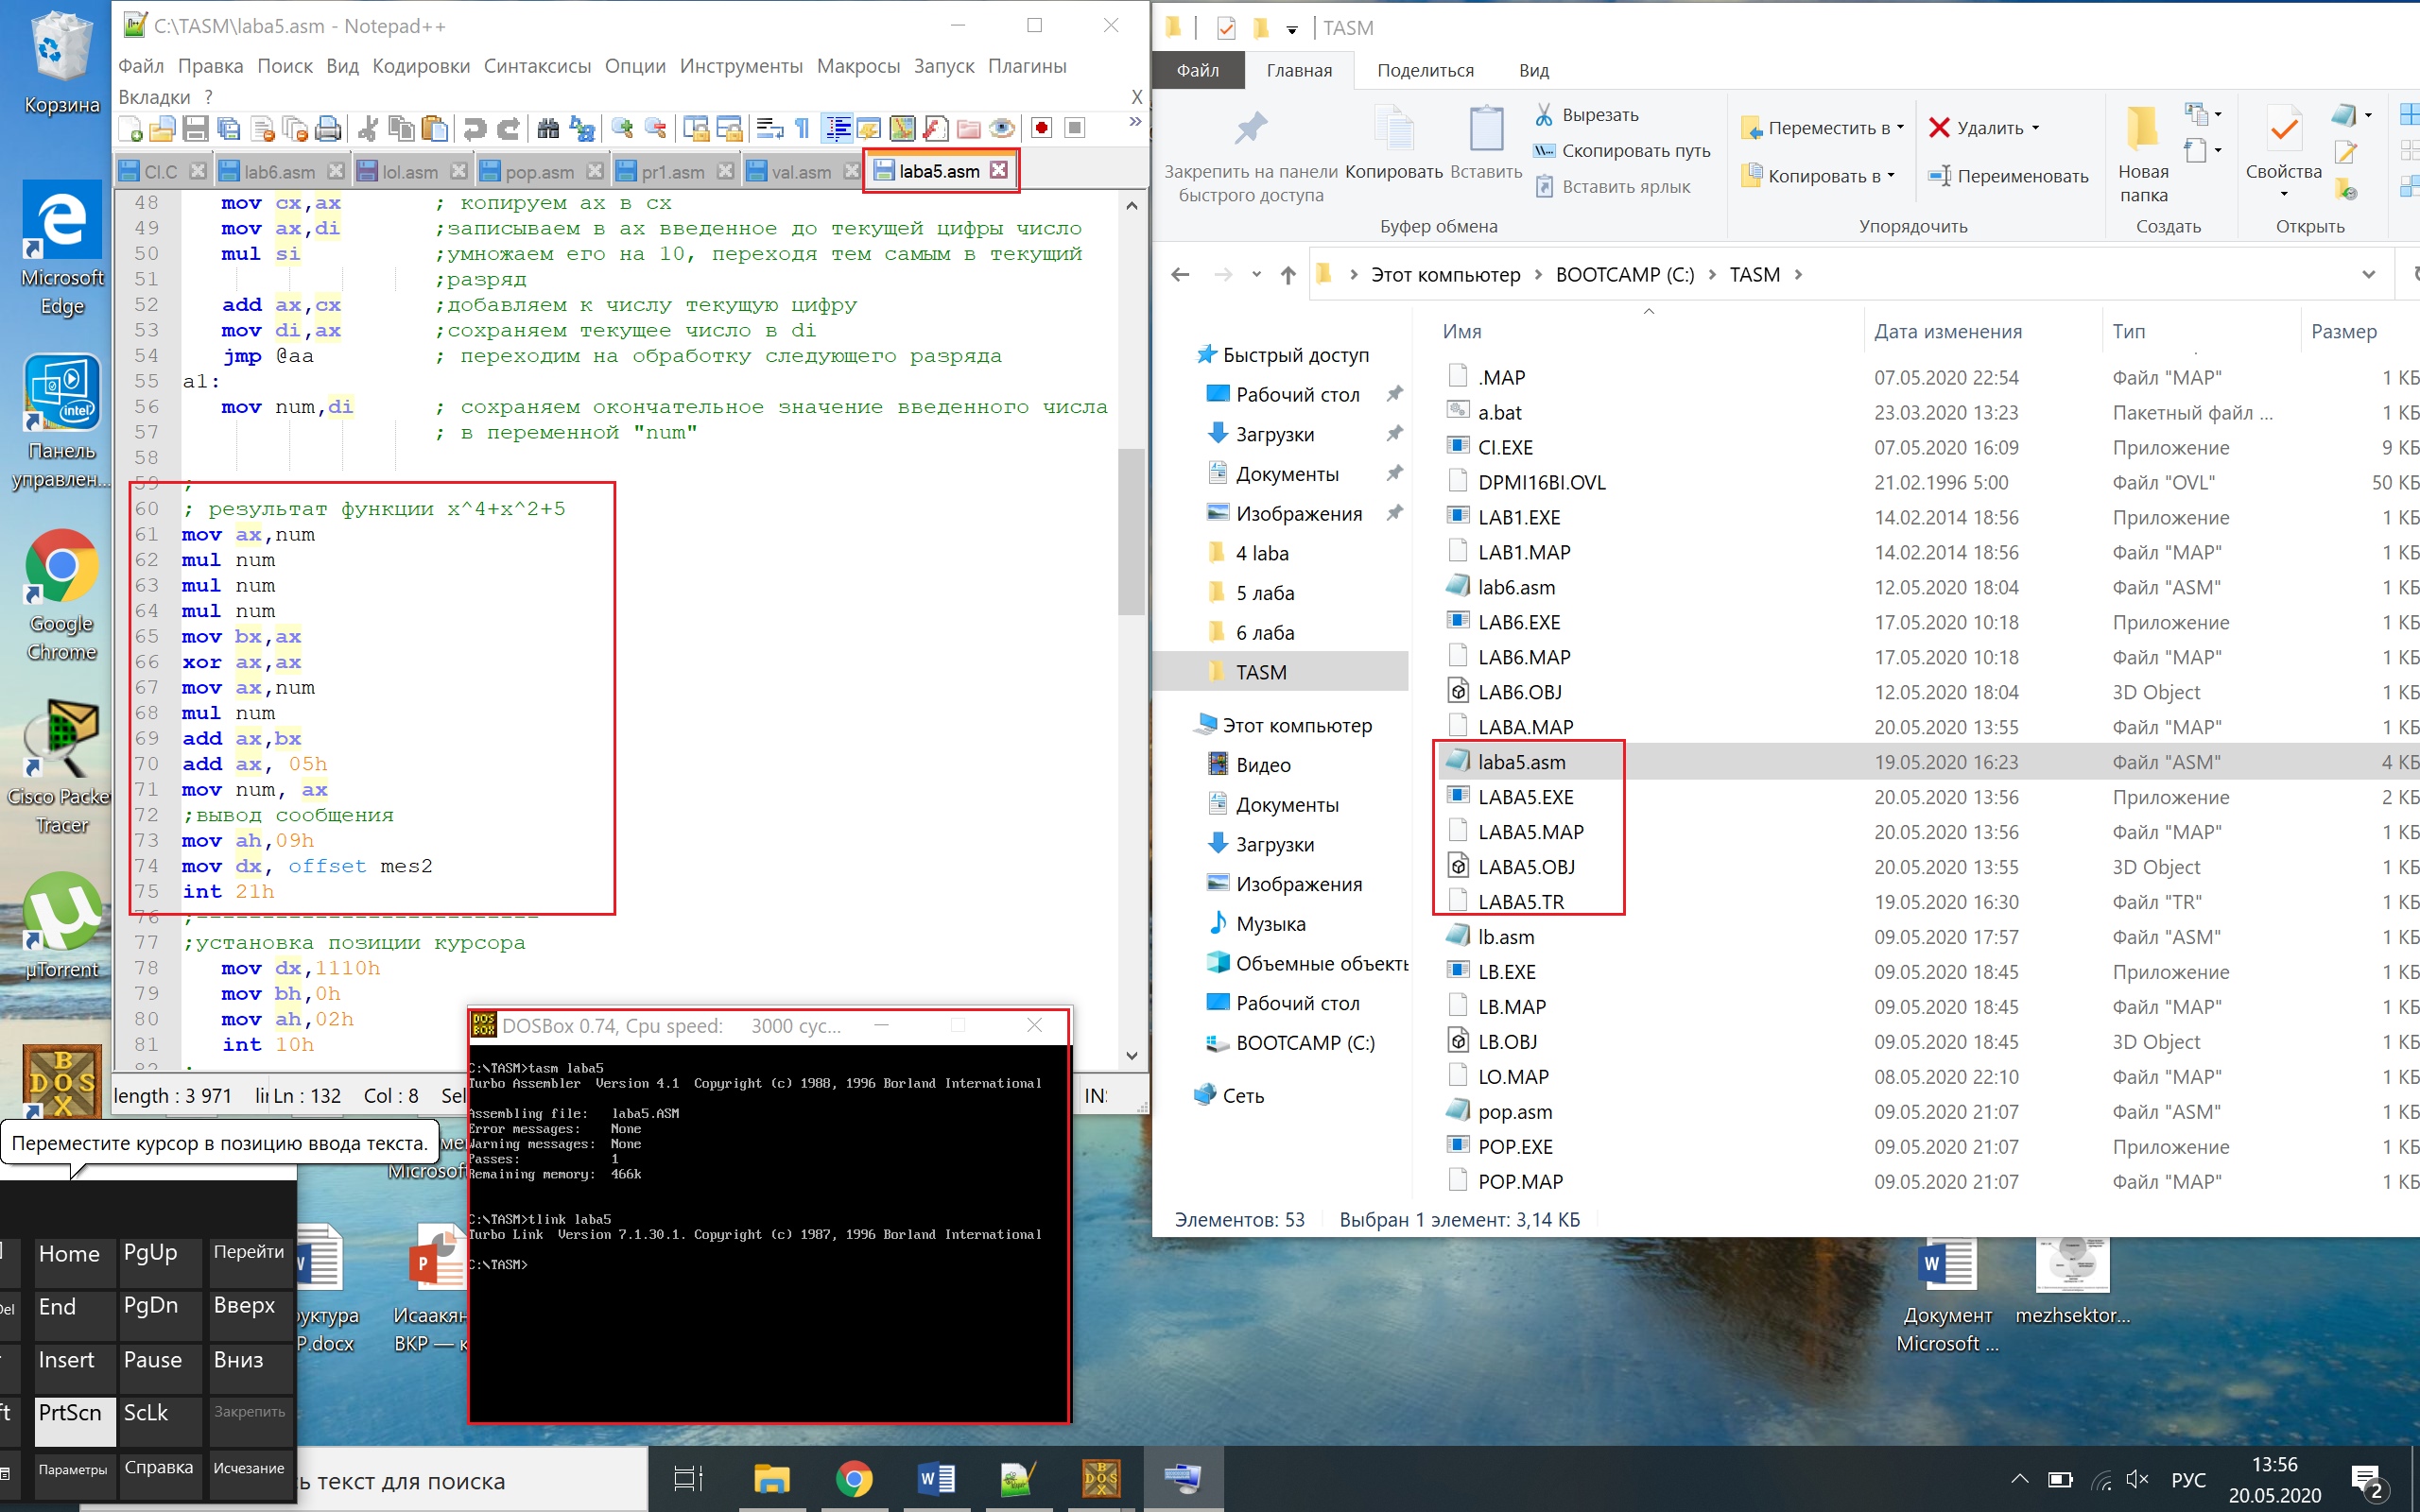 C:\TASM\laba5.asm - Notepad++
Файл Правка Поиск Вид Кодировки Синтаксисы Опции Инструменты Макросы Запуск Плагины
Вкладки ? X
CI.C lab6.asm lol.asm pop.asm pr1.asm val.asm laba5.asm
48 mov cx,ax ; копируем ax в cx
49 mov ax,di ;записываем в ax введенное до текущей цифры число
50 mul si ;умножаем его на 10, переходя тем самым в текущий
51 ;разряд
52 add ax,cx ;добавляем к числу текущую цифру
53 mov di,ax ;сохраняем текущее число в di
54 jmp @aa ; переходим на обработку следующего разряда
55 a1:
56 mov num,di ; сохраняем окончательное значение введенного числа
57 ; в переменной "num"
58
59 ;
60 ; результат функции x^4+x^2+5
61 mov ax,num
62 mul num
63 mul num
64 mul num
65 mov bx,ax
66 xor ax,ax
67 mov ax,num
68 mul num
69 add ax,bx
70 add ax, 05h
71 mov num, ax
72 ;вывод сообщения
73 mov ah,09h
74 mov dx, offset mes2
75 int 21h
76 ;--------------------------
77 ;установка позиции курсора
78 mov dx,1110h
79 mov bh,0h
80 mov ah,02h
81 int 10h
length : 3 971 Ln : 132 Col : 8 Sel IN
DOSBox 0.74, Cpu speed: 3000 cyc...
C:\TASM>tasm laba5
Turbo Assembler Version 4.1 Copyright (c) 1988, 1996 Borland International
Assembling file: laba5.ASM
Error messages: None
Warning messages: None
Passes: 1
Remaining memory: 466k
C:\TASM>tlink laba5
Turbo Link Version 7.1.30.1. Copyright (c) 1987, 1996 Borland International
C:\TASM>
TASM
Файл Главная Поделиться Вид
Закрепить на панели быстрого доступа
Копировать
Вставить
Вырезать
Скопировать путь
Вставить ярлык
Буфер обмена
Переместить в
Копировать в
Удалить
Переименовать
Упорядочить
Новая папка
Создать
Свойства
Открыть
Этот компьютер > BOOTCAMP (C:) > TASM >
Быстрый доступ
Рабочий стол
Загрузки
Документы
Изображения
4 laba
5 лаба
6 лаба
TASM
Этот компьютер
Видео
Документы
Загрузки
Изображения
Музыка
Объемные объекты
Рабочий стол
BOOTCAMP (C:)
Сеть
Имя Дата изменения Тип Размер
.MAP 07.05.2020 22:54 Файл "MAP" 1 КБ
a.bat 23.03.2020 13:23 Пакетный файл ... 1 КБ
CI.EXE 07.05.2020 16:09 Приложение 9 КБ
DPMI16BI.OVL 21.02.1996 5:00 Файл "OVL" 50 КБ
LAB1.EXE 14.02.2014 18:56 Приложение 1 КБ
LAB1.MAP 14.02.2014 18:56 Файл "MAP" 1 КБ
lab6.asm 12.05.2020 18:04 Файл "ASM" 1 КБ
LAB6.EXE 17.05.2020 10:18 Приложение 1 КБ
LAB6.MAP 17.05.2020 10:18 Файл "MAP" 1 КБ
LAB6.OBJ 12.05.2020 18:04 3D Object 1 КБ
LABA.MAP 20.05.2020 13:55 Файл "MAP" 1 КБ
laba5.asm 19.05.2020 16:23 Файл "ASM" 4 КБ
LABA5.EXE 20.05.2020 13:56 Приложение 2 КБ
LABA5.MAP 20.05.2020 13:56 Файл "MAP" 1 КБ
LABA5.OBJ 20.05.2020 13:55 3D Object 1 КБ
LABA5.TR 19.05.2020 16:30 Файл "TR" 1 КБ
lb.asm 09.05.2020 17:57 Файл "ASM" 1 КБ
LB.EXE 09.05.2020 18:45 Приложение 1 КБ
LB.MAP 09.05.2020 18:45 Файл "MAP" 1 КБ
LB.OBJ 09.05.2020 18:45 3D Object 1 КБ
LO.MAP 08.05.2020 22:10 Файл "MAP" 1 КБ
pop.asm 09.05.2020 21:07 Файл "ASM" 1 КБ
POP.EXE 09.05.2020 21:07 Приложение 1 КБ
POP.MAP 09.05.2020 21:07 Файл "MAP" 1 КБ
Элементов: 53 Выбран 1 элемент: 3,14 КБ
Корзина
Microsoft Edge
Панель управлен...
Google Chrome
Cisco Packe
Tracer
µTorrent
DOS BOX
Переместите курсор в позицию ввода текста.
Microsoft
Home PgUp Перейти
End PgDn Вверх
Insert Pause Вниз
PrtScn ScLk Закрепить
Параметры Справка Исчезание
уктура
P.docx
Исаакян
ВКР — к
Документ
Microsoft ...
mezhsektor...
ь текст для поиска
РУС
13:56
20.05.2020
2